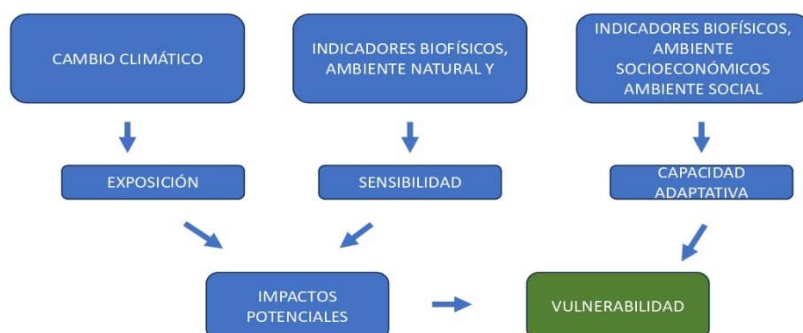 CAMBIO CLIMÁTICO
INDICADORES BIOFÍSICOS,
AMBIENTE NATURAL Y
INDICADORES BIOFÍSICOS,
AMBIENTE
SOCIOECONÓMICOS
AMBIENTE SOCIAL
EXPOSICIÓN
SENSIBILIDAD
CAPACIDAD
ADAPTATIVA
IMPACTOS
POTENCIALES
VULNERABILIDAD